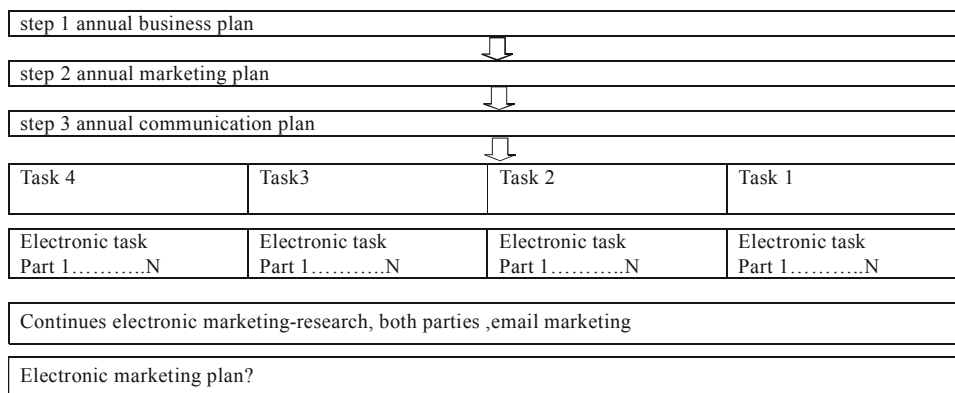 step 1 annual business plan
step 2 annual marketing plan
step 3 annual communication plan
Task 4 Task3 Task 2 Task 1
Electronic task Electronic task Electronic task Electronic task
Part 1………..N Part 1………..N Part 1………..N Part 1………..N
Continues electronic marketing-research, both parties ,email marketing
Electronic marketing plan?